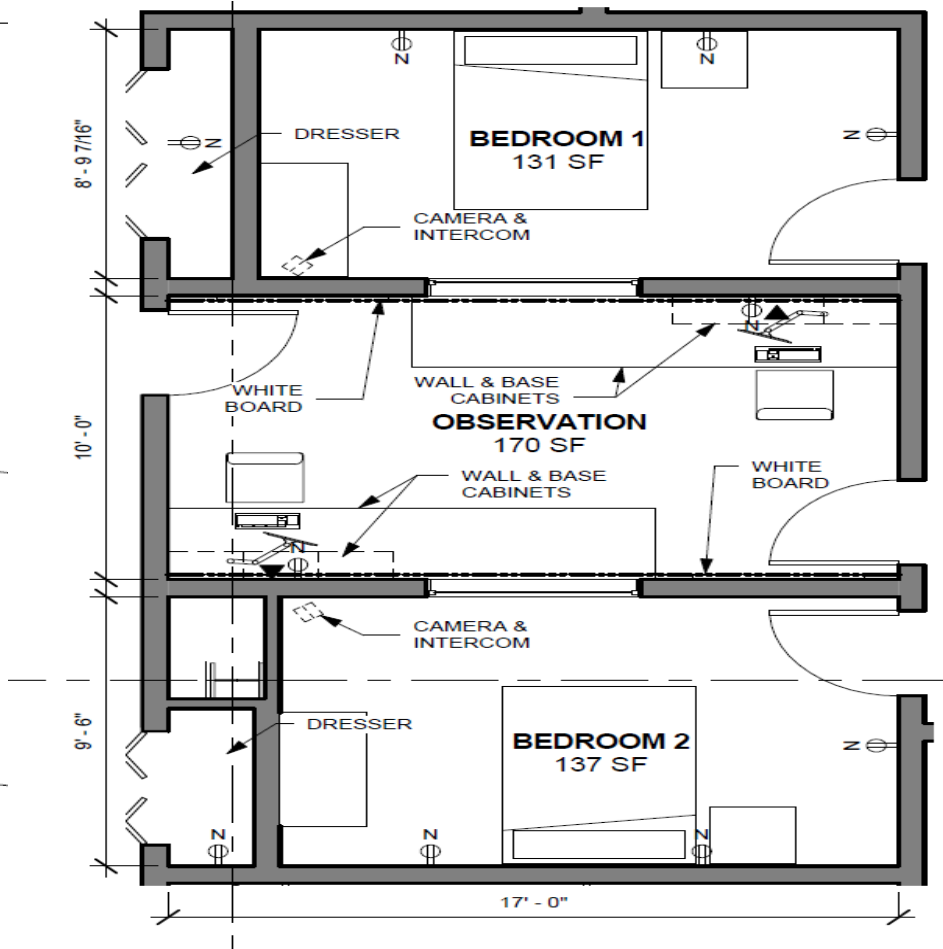 N
N
8' - 9 7/16"
DRESSER
N
BEDROOM 1
131 SF
N
CAMERA &
INTERCOM
N
WHITE
BOARD
WALL & BASE
CABINETS
OBSERVATION
170 SF
10' - 0"
WALL & BASE
CABINETS
WHITE
BOARD
N
CAMERA &
INTERCOM
9' - 6"
DRESSER
BEDROOM 2
137 SF
N
N
N
N
17' - 0"